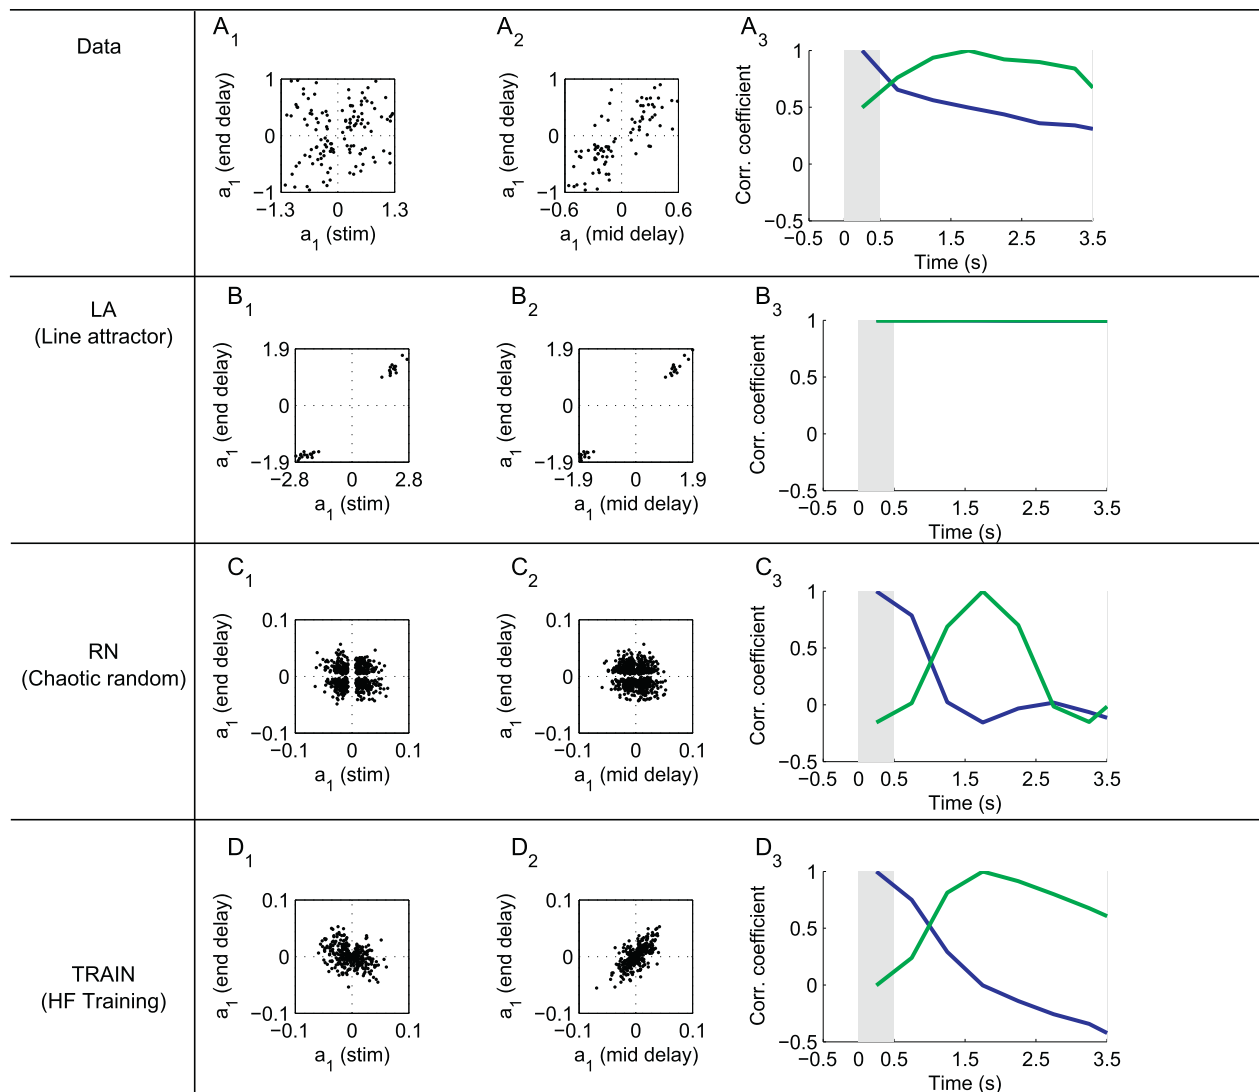 Data
A1
a1 (end delay)
1
0
−1
−1.3 0 1.3
a1 (stim)
A2
a1 (end delay)
1
0
−1
−0.6 0 0.6
a1 (mid delay)
A3
Corr. coefficient
1
0.5
0
−0.5
−0.5 0 0.5 1.5 2.5 3.5
Time (s)
LA
(Line attractor)
B1
a1 (end delay)
1.9
0
−1.9
−2.8 0 2.8
a1 (stim)
B2
a1 (end delay)
1.9
0
−1.9
−1.9 0 1.9
a1 (mid delay)
B3
Corr. coefficient
1
0.5
0
−0.5
−0.5 0 0.5 1.5 2.5 3.5
Time (s)
RN
(Chaotic random)
C1
a1 (end delay)
0.1
0
−0.1
−0.1 0 0.1
a1 (stim)
C2
a1 (end delay)
0.1
0
−0.1
−0.1 0 0.1
a1 (mid delay)
C3
Corr. coefficient
1
0.5
0
−0.5
−0.5 0 0.5 1.5 2.5 3.5
Time (s)
TRAIN
(HF Training)
D1
a1 (end delay)
0.1
0
−0.1
−0.1 0 0.1
a1 (stim)
D2
a1 (end delay)
0.1
0
−0.1
−0.1 0 0.1
a1 (mid delay)
D3
Corr. coefficient
1
0.5
0
−0.5
−0.5 0 0.5 1.5 2.5 3.5
Time (s)